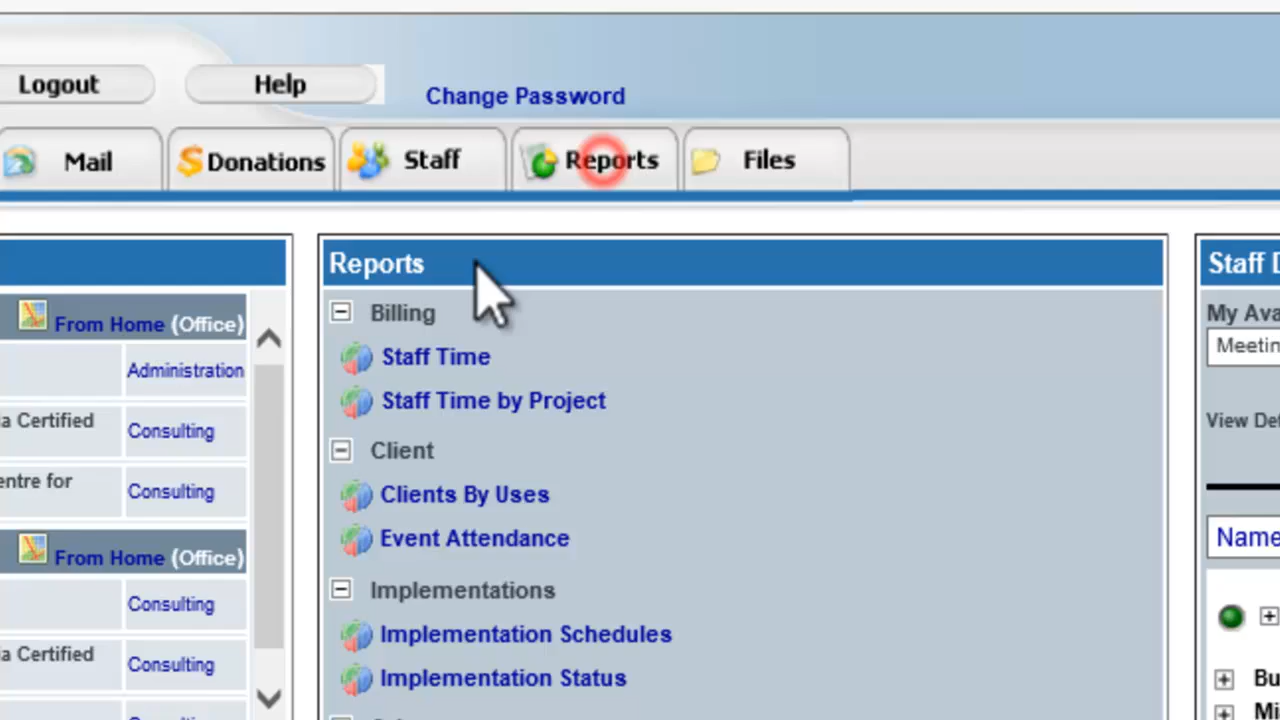 Logout
Help
Change Password
Mail
Donations
Staff
Reports
Files
From Home (Office)
Administration
a Certified
Consulting
entre for
Consulting
From Home (Office)
Consulting
a Certified
Consulting
Reports
Billing
Staff Time
Staff Time by Project
Client
Clients By Uses
Event Attendance
Implementations
Implementation Schedules
Implementation Status
Staff D
My Ava
Meetin
View Det
Name
Bu
Mi